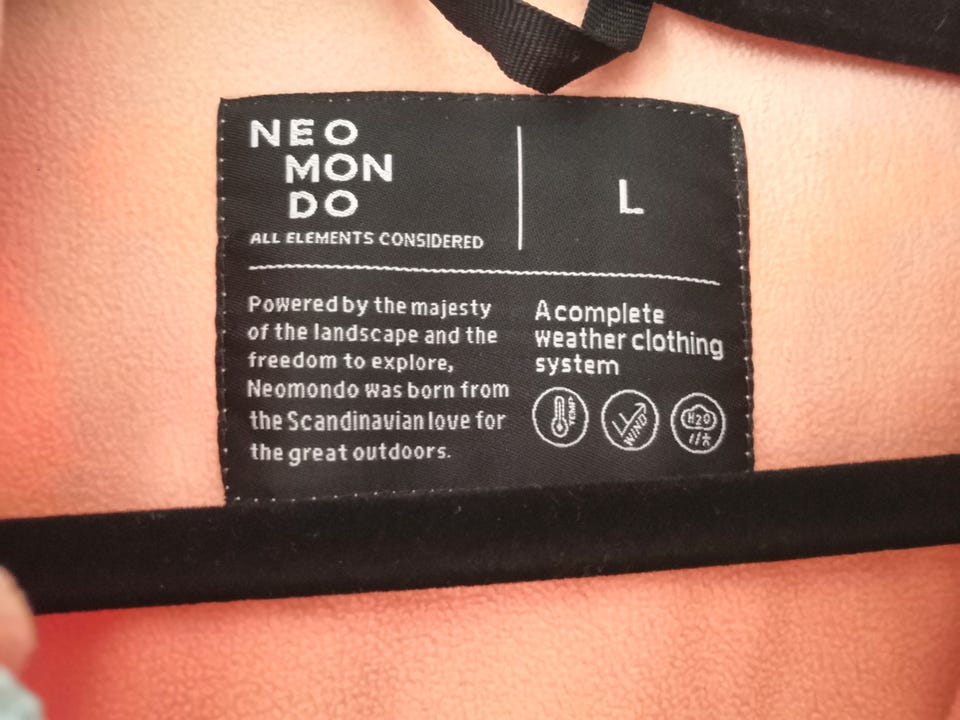 NEO
MON
DO
ALL ELEMENTS CONSIDERED
L
Powered by the majesty
of the landscape and the
freedom to explore,
Neomondo was born from
the Scandinavian love for
the great outdoors.
A complete
weather clothing
system
TEMP
WIND
H2O